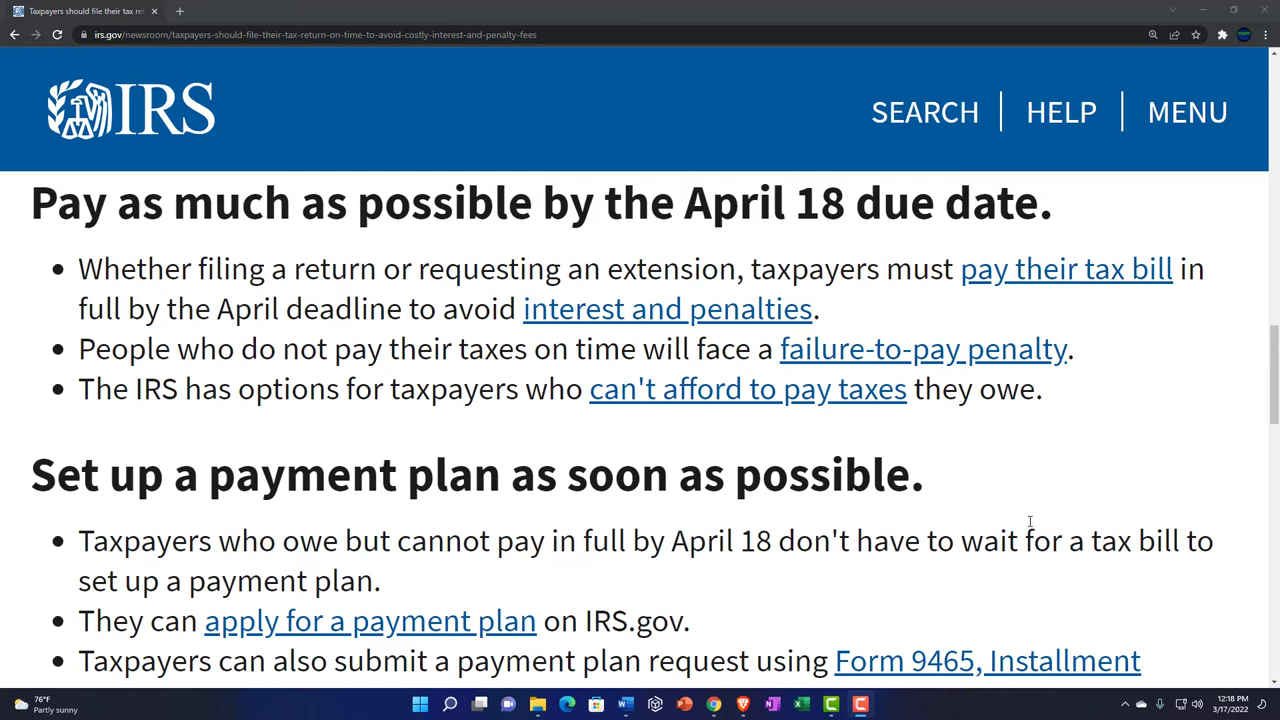 Taxpayers should file their tax re
irs.gov/newsroom/taxpayers-should-file-their-tax-return-on-time-to-avoid-costly-interest-and-penalty-fees
IRS
SEARCH
HELP
MENU
Pay as much as possible by the April 18 due date.
Whether filing a return or requesting an extension, taxpayers must pay their tax bill in
full by the April deadline to avoid interest and penalties.
People who do not pay their taxes on time will face a failure-to-pay penalty.
The IRS has options for taxpayers who can't afford to pay taxes they owe.
Set up a payment plan as soon as possible.
Taxpayers who owe but cannot pay in full by April 18 don't have to wait for a tax bill to
set up a payment plan.
They can apply for a payment plan on IRS.gov.
Taxpayers can also submit a payment plan request using Form 9465, Installment
76°F
Partly sunny
12:18 PM
3/17/2022